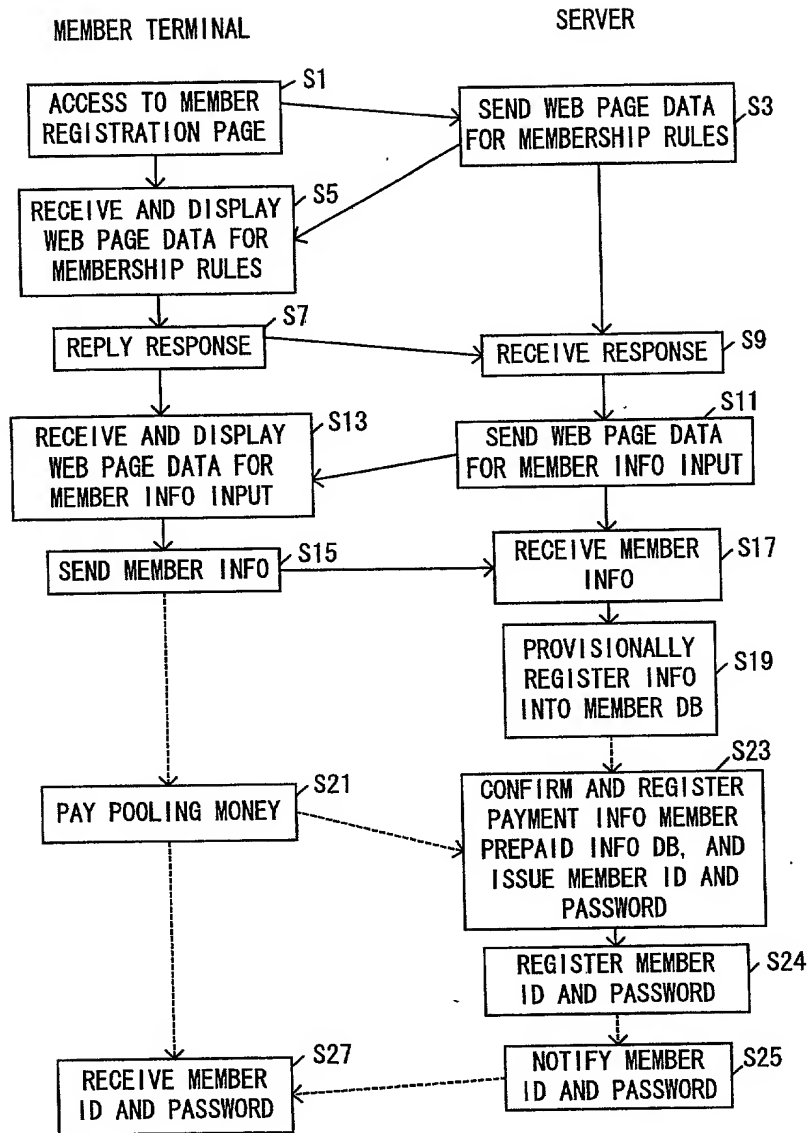 MEMBER TERMINAL
SERVER
S1
ACCESS TO MEMBER
REGISTRATION PAGE
S3
SEND WEB PAGE DATA
FOR MEMBERSHIP RULES
S5
RECEIVE AND DISPLAY
WEB PAGE DATA FOR
MEMBERSHIP RULES
S7
REPLY RESPONSE
S9
RECEIVE RESPONSE
S11
SEND WEB PAGE DATA
FOR MEMBER INFO INPUT
S13
RECEIVE AND DISPLAY
WEB PAGE DATA FOR
MEMBER INFO INPUT
S15
SEND MEMBER INFO
S17
RECEIVE MEMBER
INFO
S19
PROVISIONALLY
REGISTER INFO
INTO MEMBER DB
S21
PAY POOLING MONEY
S23
CONFIRM AND REGISTER
PAYMENT INFO MEMBER
PREPAID INFO DB, AND
ISSUE MEMBER ID AND
PASSWORD
S24
REGISTER MEMBER
ID AND PASSWORD
S25
NOTIFY MEMBER
ID AND PASSWORD
S27
RECEIVE MEMBER
ID AND PASSWORD